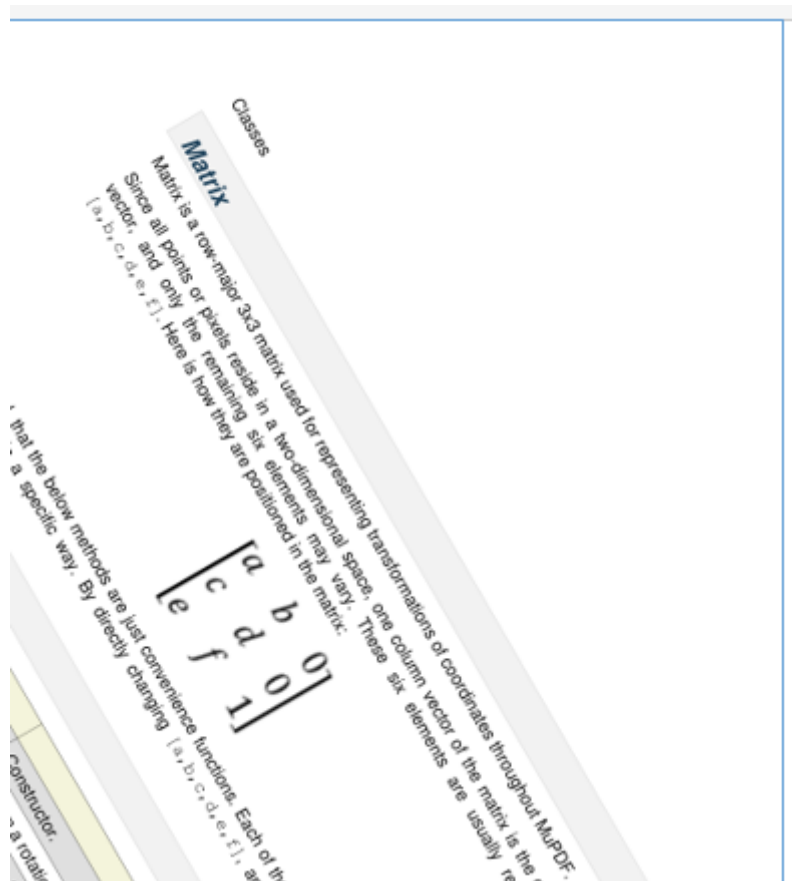 Classes
Matrix
Matrix is a row-major 3x3 matrix used for representing transformations of coordinates throughout MuPDF.
Since all points or pixels reside in a two-dimensional space, one column vector of the matrix is the
vector, and only the remaining six elements may vary. These six elements are usually re
[a,b,c,d,e,f]. Here is how they are positioned in the matrix:
a b 0
c d 0
e f 1
that the below methods are just convenience functions. Each of th
a specific way. By directly changing [a,b,c,d,e,f], a
Constructor.
a rotatio